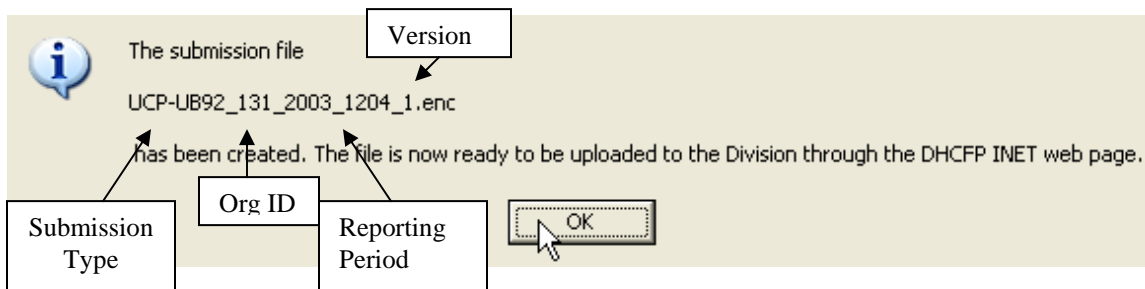 Version
The submission file
UCP-UB92_131_2003_1204_1.enc
has been created. The file is now ready to be uploaded to the Division through the DHCFP INET web page.
Submission
Type
Org ID
Reporting
Period
OK